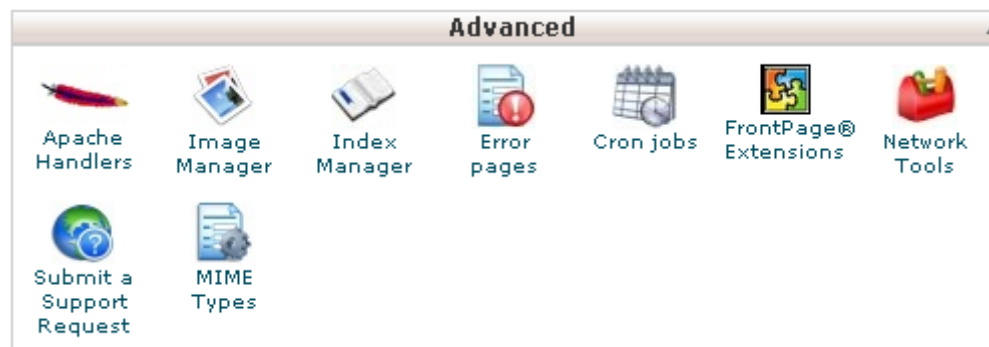 Advanced
Apache
Handlers
Image
Manager
Index
Manager
Error
pages
Cron jobs
FrontPage®
Extensions
Network
Tools
Submit a
Support
Request
MIME
Types